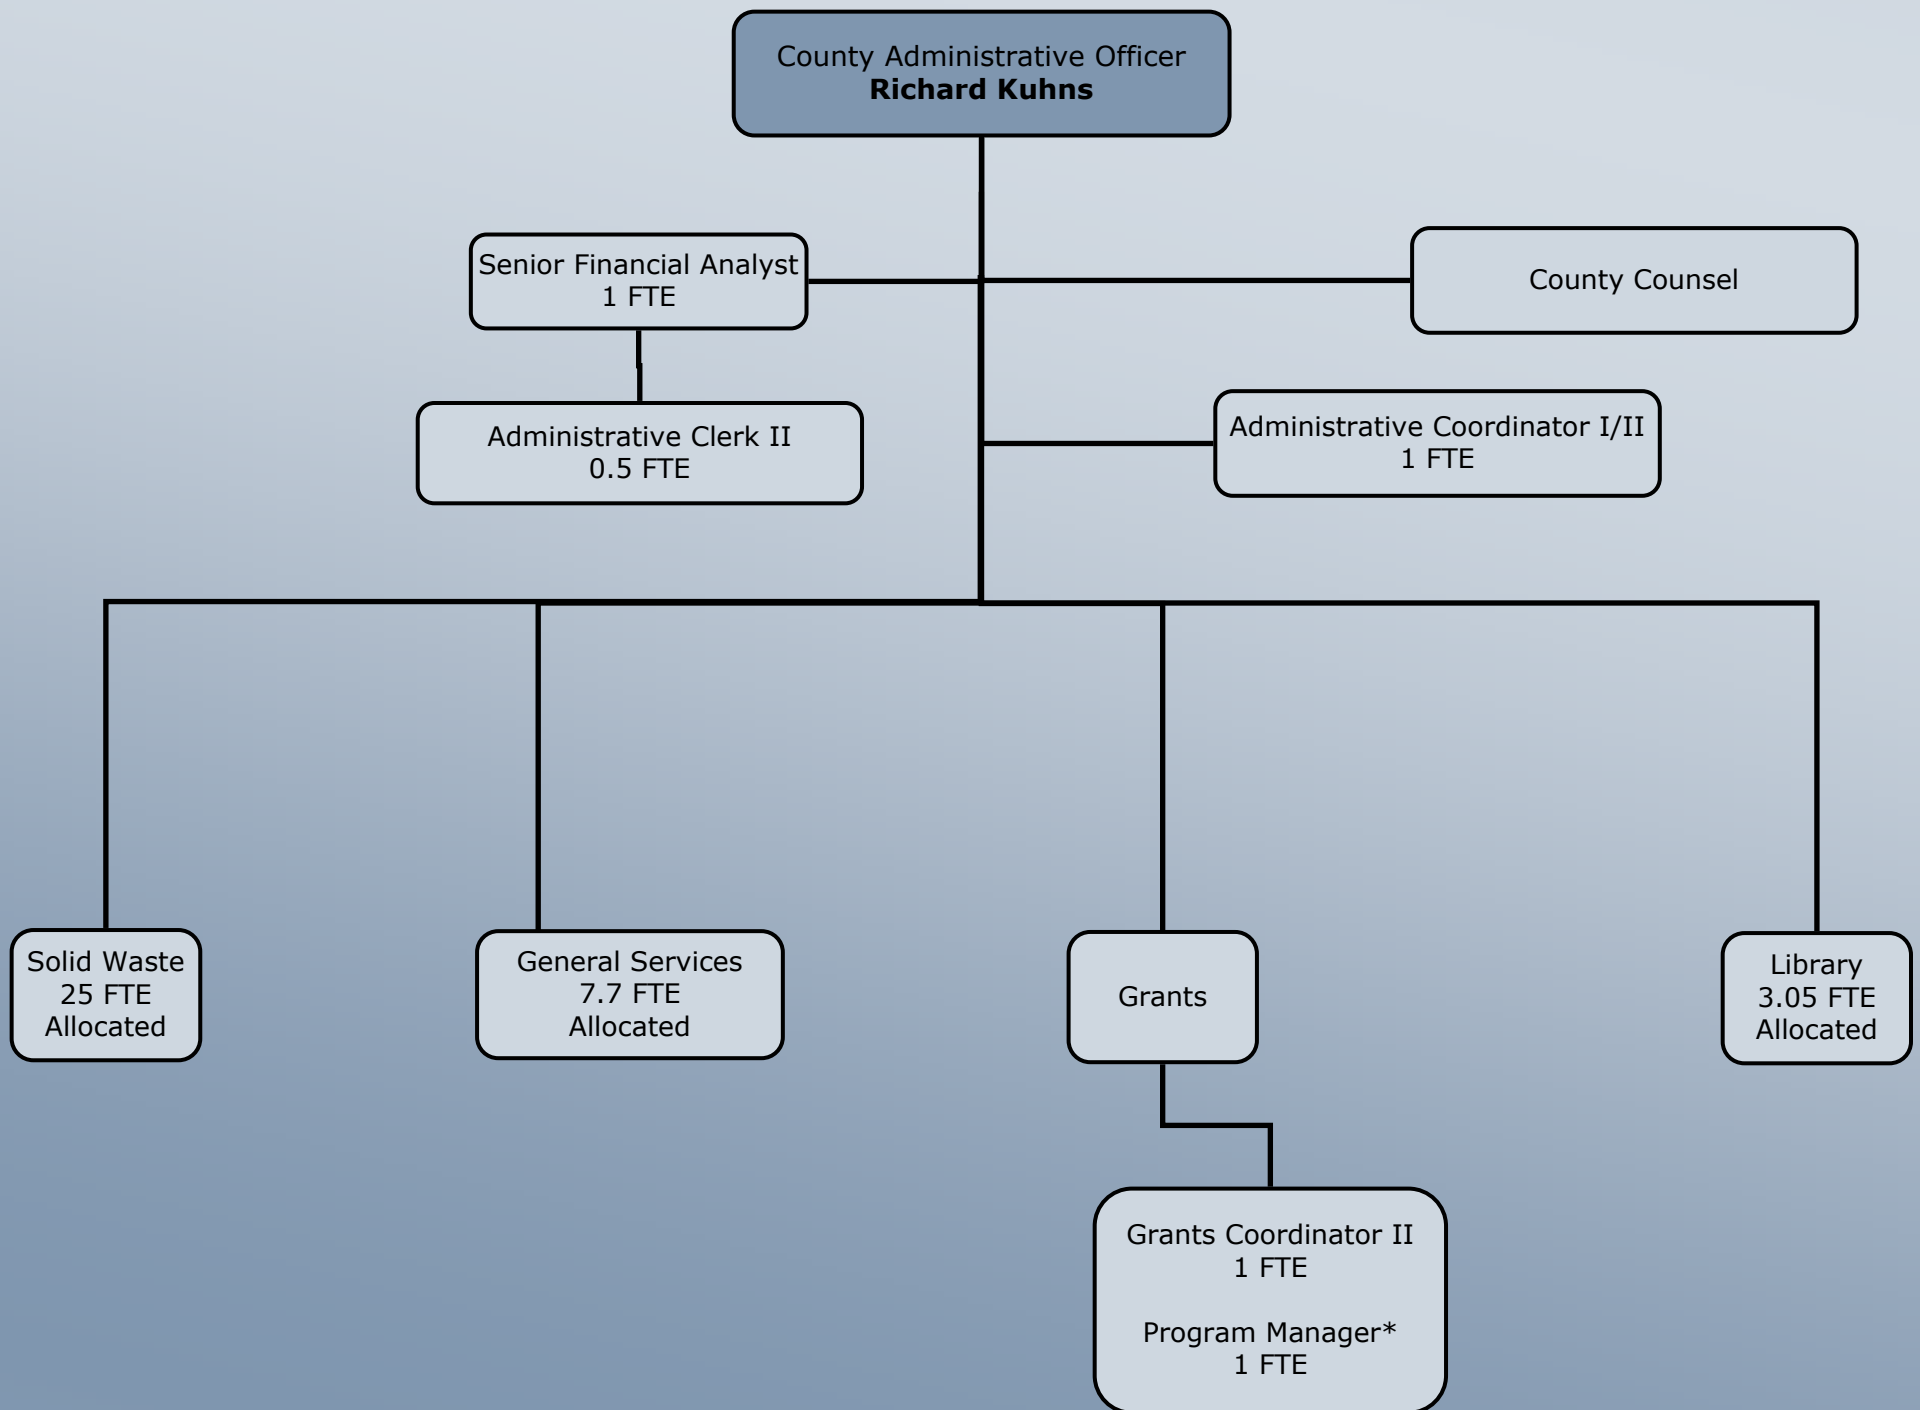 County Administrative Officer
Richard Kuhns
Senior Financial Analyst
1 FTE
County Counsel
Administrative Clerk II
0.5 FTE
Administrative Coordinator I/II
1 FTE
Solid Waste
25 FTE
Allocated
General Services
7.7 FTE
Allocated
Grants
Library
3.05 FTE
Allocated
Grants Coordinator II
1 FTE
Program Manager*
1 FTE